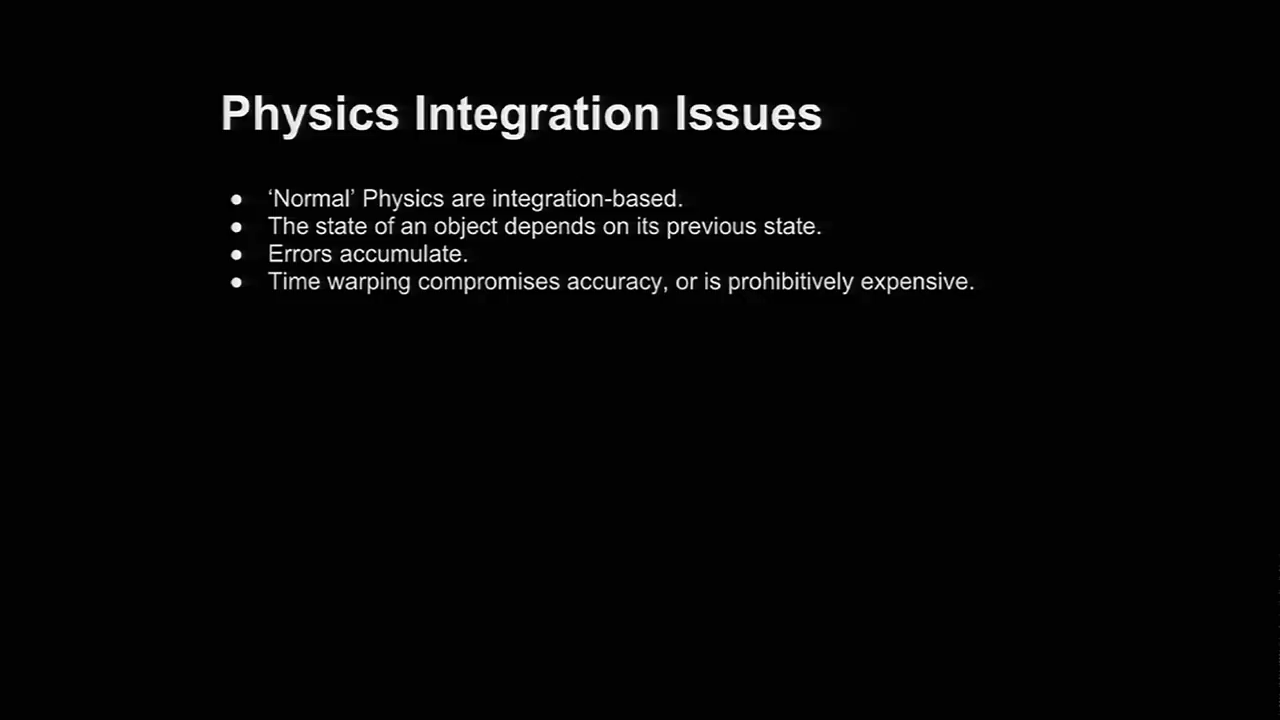 Physics Integration Issues
● ‘Normal’ Physics are integration-based.
● The state of an object depends on its previous state.
● Errors accumulate.
● Time warping compromises accuracy, or is prohibitively expensive.